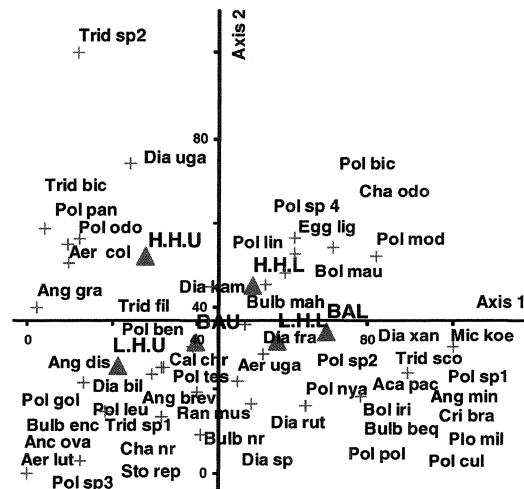 Trid sp2
Axis 2
80
Dia uga
Pol bic
Trid bic
Cha odo
Pol sp 4
Pol pan
Egg lig
Pol odo
H.H.U
Pol lin
Pol mod
Aer col
H.H.L
Bol mau
Dia kam
Ang gra
Trid fil
40
Bulb mah
Axis 1
Pol ben
BAU
L.H.L
BAL
0
80
Dia fra
Dia xan
Mic koe
L.H.U
Ang dis
Cal chr
Aer uga
Pol sp2
Trid sco
Dia bil
Pol tes
Pol sp1
Pol gol
Ang brev
Pol nya
Aca pac
Ang min
Pol leu
Ran mus
Bol iri
Cri bra
Bulb enc
Trid sp1
Dia rut
Bulb beq
Anc ova
Cha nr
Bulb nr
Plo mil
Aer lut
Sto rep
0
Dia sp
Pol pol
Pol cul
Pol sp3